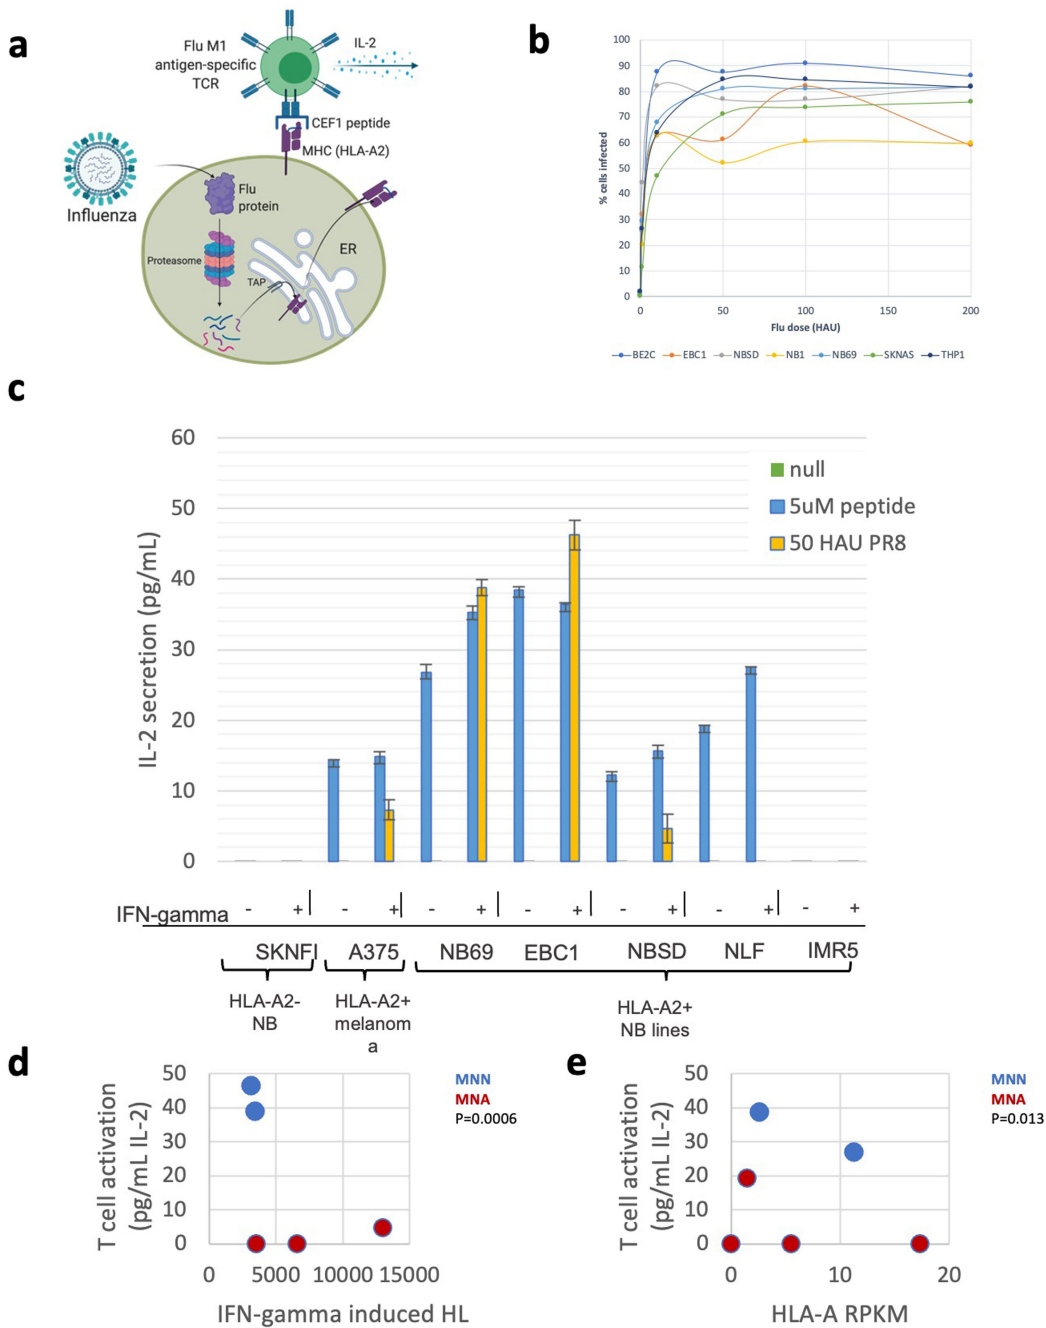 a
Flu M1
antigen-specific
TCR
IL-2
CEF1 peptide
MHC (HLA-A2)
Influenza
Flu
protein
Proteasome
TAP
ER
b
% cells infected
100
90
80
70
60
50
40
30
20
10
0
0 50 100 150 200
Flu dose (HAU)
BE2C EBC1 NBSD NB1 NB69 SKNAS THP1
c
IL-2 secretion (pg/mL)
60
50
40
30
20
10
0
null
5uM peptide
50 HAU PR8
IFN-gamma - + - + - + - + - + - + - +
SKNFI A375 NB69 EBC1 NBSD NLF IMR5
HLA-A2-
NB
HLA-A2+
melanom
a
HLA-A2+
NB lines
d
T cell activation
(pg/mL IL-2)
50
40
30
20
10
0
0 5000 10000 15000
IFN-gamma induced HL
MNN
MNA
P=0.0006
e
T cell activation
(pg/mL IL-2)
50
40
30
20
10
0
0 10 20
HLA-A RPKM
MNN
MNA
P=0.013